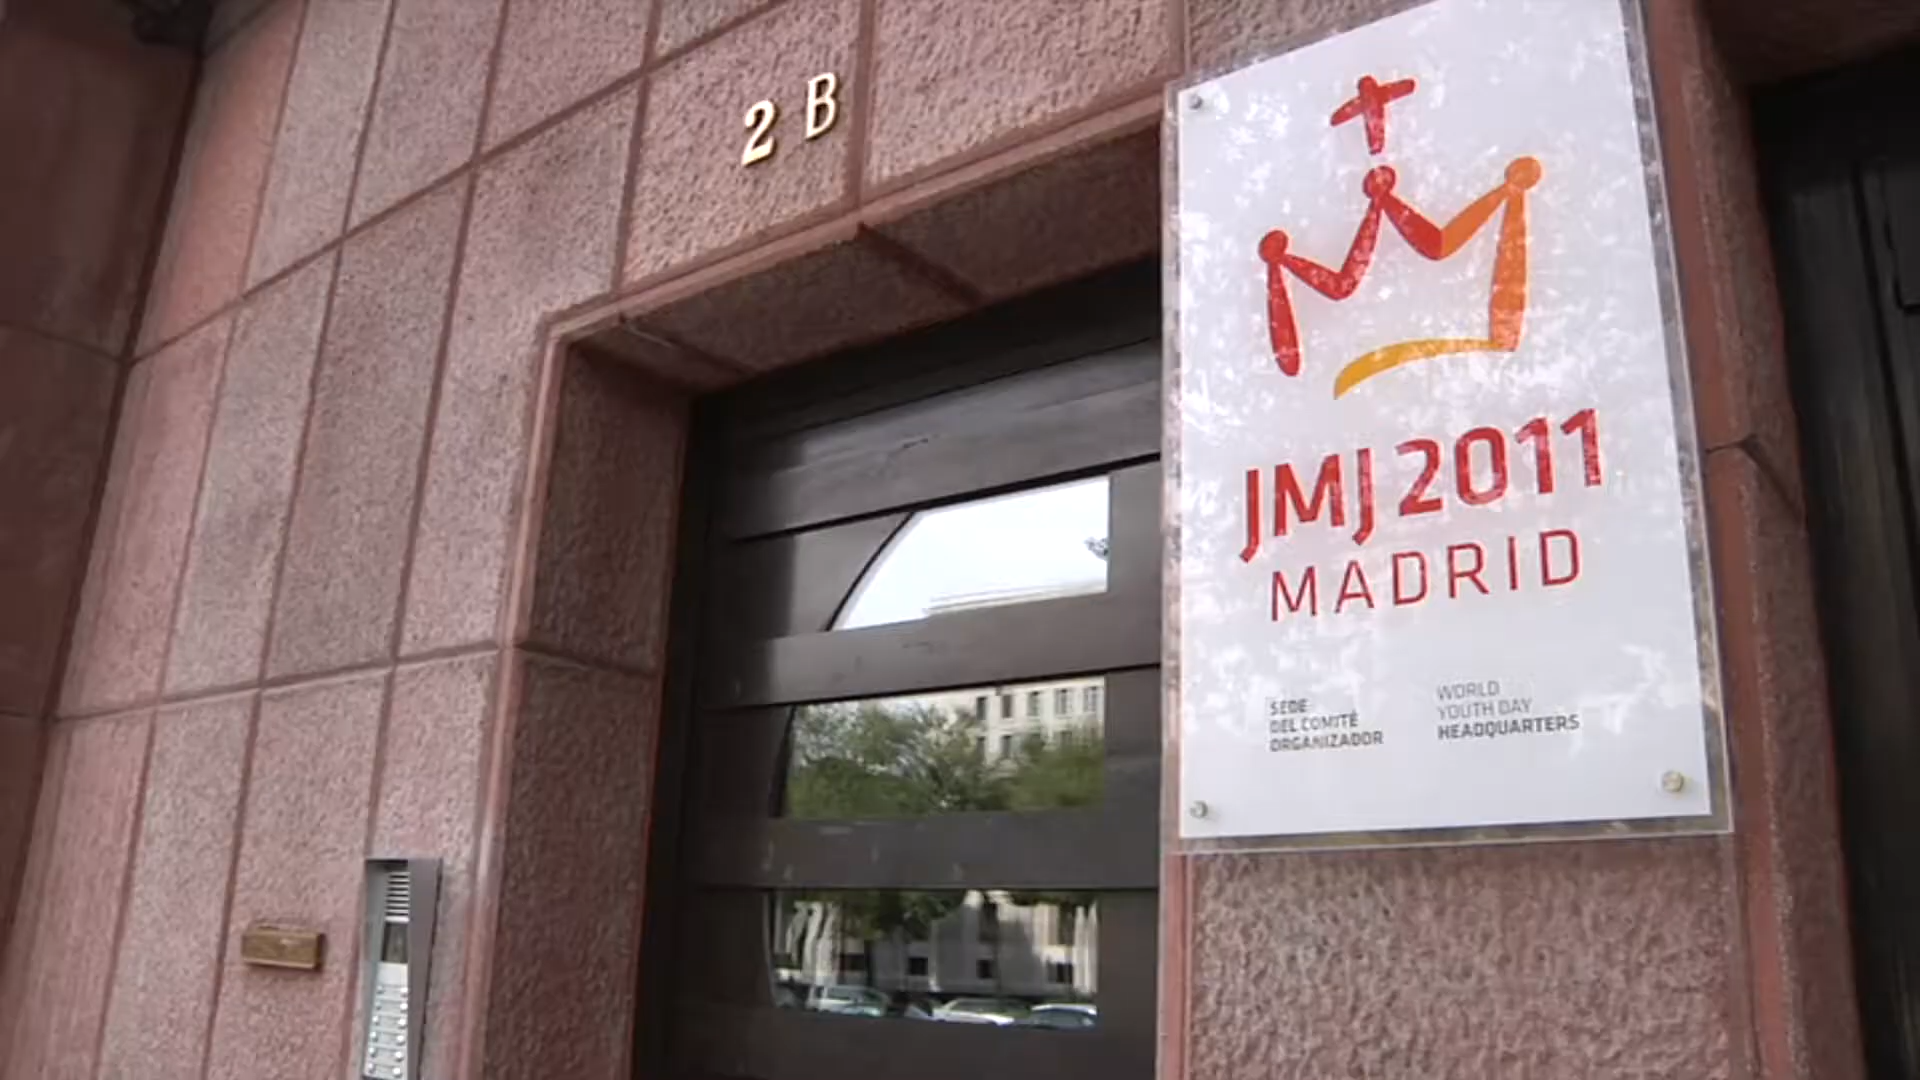 2 B
JMJ 2011
MADRID
SEDE
DEL COMITÉ
ORGANIZADOR
WORLD
YOUTH DAY
HEADQUARTERS